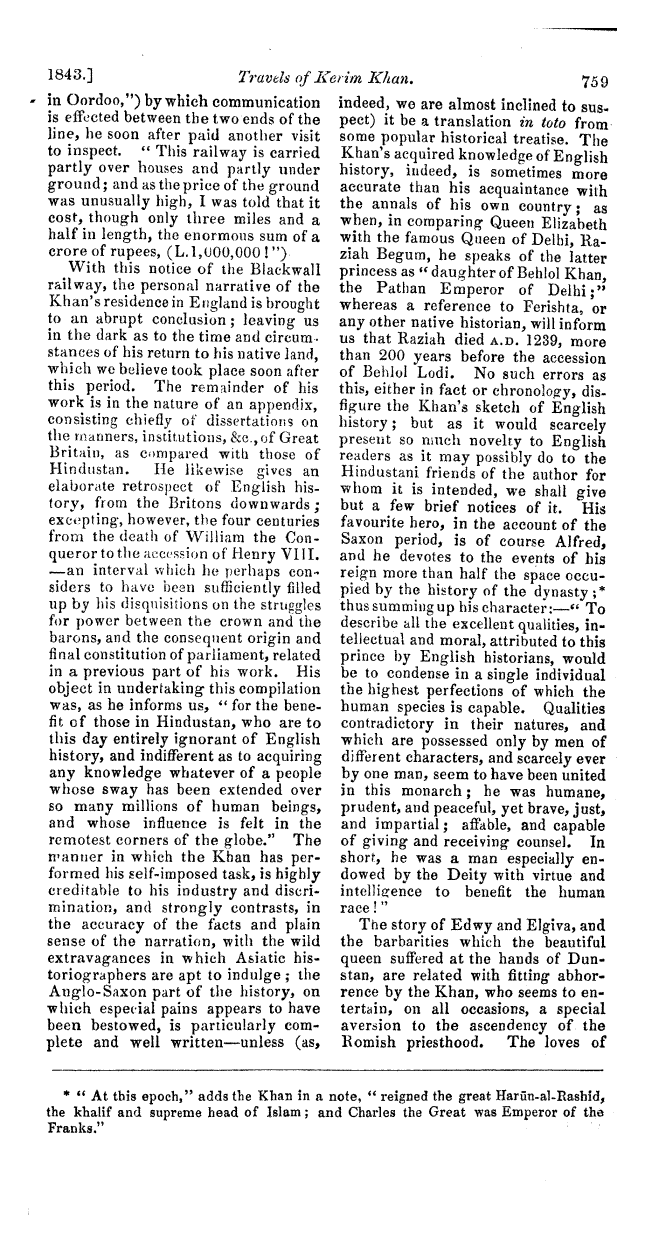 1843.]
Travels of Kerim Khan.
759
in Oordoo,”) by which communication
is effected between the two ends of the
line, he soon after paid another visit
to inspect. “ This railway is carried
partly over houses and partly under
ground; and as the price of the ground
was unusually high, I was told that it
cost, though only three miles and a
half in length, the enormous sum of a
crore of rupees, (L.1,000,000!”)
With this notice of the Blackwall
railway, the personal narrative of the
Khan's residence in England is brought
to an abrupt conclusion; leaving us
in the dark as to the time and circum-
stances of his return to his native land,
which we believe took place soon after
this period. The remainder of his
work is in the nature of an appendix,
consisting chiefly of dissertations on
the manners, institutions, &c., of Great
Britain, as compared with those of
Hindustan. He likewise gives an
elaborate retrospect of English his-
tory, from the Britons downwards;
excepting, however, the four centuries
from the death of William the Con-
queror to the accession of Henry VIII.
—an interval which he perhaps con-
siders to have been sufficiently filled
up by his disquisitions on the struggles
for power between the crown and the
barons, and the consequent origin and
final constitution of parliament, related
in a previous part of his work. His
object in undertaking this compilation
was, as he informs us, “ for the bene-
fit of those in Hindustan, who are to
this day entirely ignorant of English
history, and indifferent as to acquiring
any knowledge whatever of a people
whose sway has been extended over
so many millions of human beings,
and whose influence is felt in the
remotest corners of the globe.” The
manner in which the Khan has per-
formed his self-imposed task, is highly
creditable to his industry and discri-
mination, and strongly contrasts, in
the accuracy of the facts and plain
sense of the narration, with the wild
extravagances in which Asiatic his-
toriographers are apt to indulge; the
Anglo-Saxon part of the history, on
which especial pains appears to have
been bestowed, is particularly com-
plete and well written—unless (as,
indeed, we are almost inclined to sus-
pect) it be a translation in toto from
some popular historical treatise. The
Khan's acquired knowledge of English
history, indeed, is sometimes more
accurate than his acquaintance with
the annals of his own country; as
when, in comparing Queen Elizabeth
with the famous Queen of Delhi, Ra-
ziah Begum, he speaks of the latter
princess as “ daughter of Behlol Khan,
the Pathan Emperor of Delhi;”
whereas a reference to Ferishta, or
any other native historian, will inform
us that Raziah died A.D. 1239, more
than 200 years before the accession
of Behlol Lodi. No such errors as
this, either in fact or chronology, dis-
figure the Khan's sketch of English
history; but as it would scarcely
present so much novelty to English
readers as it may possibly do to the
Hindustani friends of the author for
whom it is intended, we shall give
but a few brief notices of it. His
favourite hero, in the account of the
Saxon period, is of course Alfred,
and he devotes to the events of his
reign more than half the space occu-
pied by the history of the dynasty;*
thus summing up his character:—“ To
describe all the excellent qualities, in-
tellectual and moral, attributed to this
prince by English historians, would
be to condense in a single individual
the highest perfections of which the
human species is capable. Qualities
contradictory in their natures, and
which are possessed only by men of
different characters, and scarcely ever
by one man, seem to have been united
in this monarch; he was humane,
prudent, and peaceful, yet brave, just,
and impartial; affable, and capable
of giving and receiving counsel. In
short, he was a man especially en-
dowed by the Deity with virtue and
intelligence to benefit the human
race!”
The story of Edwy and Elgiva, and
the barbarities which the beautiful
queen suffered at the hands of Dun-
stan, are related with fitting abhor-
rence by the Khan, who seems to en-
tertain, on all occasions, a special
aversion to the ascendency of the
Romish priesthood. The loves of
* “ At this epoch,” adds the Khan in a note, “ reigned the great Harūn-al-Rashíd,
the khalif and supreme head of Islam; and Charles the Great was Emperor of the
Franks.”